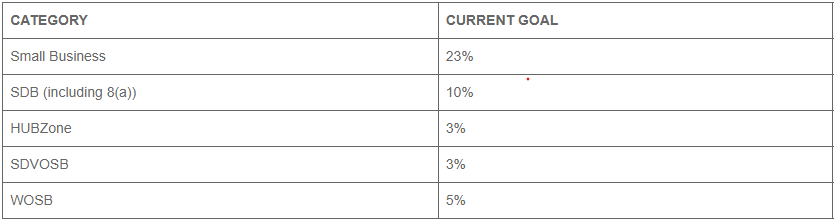 CATEGORY CURRENT GOAL
Small Business 23%
SDB (including 8(a)) 10%
HUBZone 3%
SDVOSB 3%
WOSB 5%